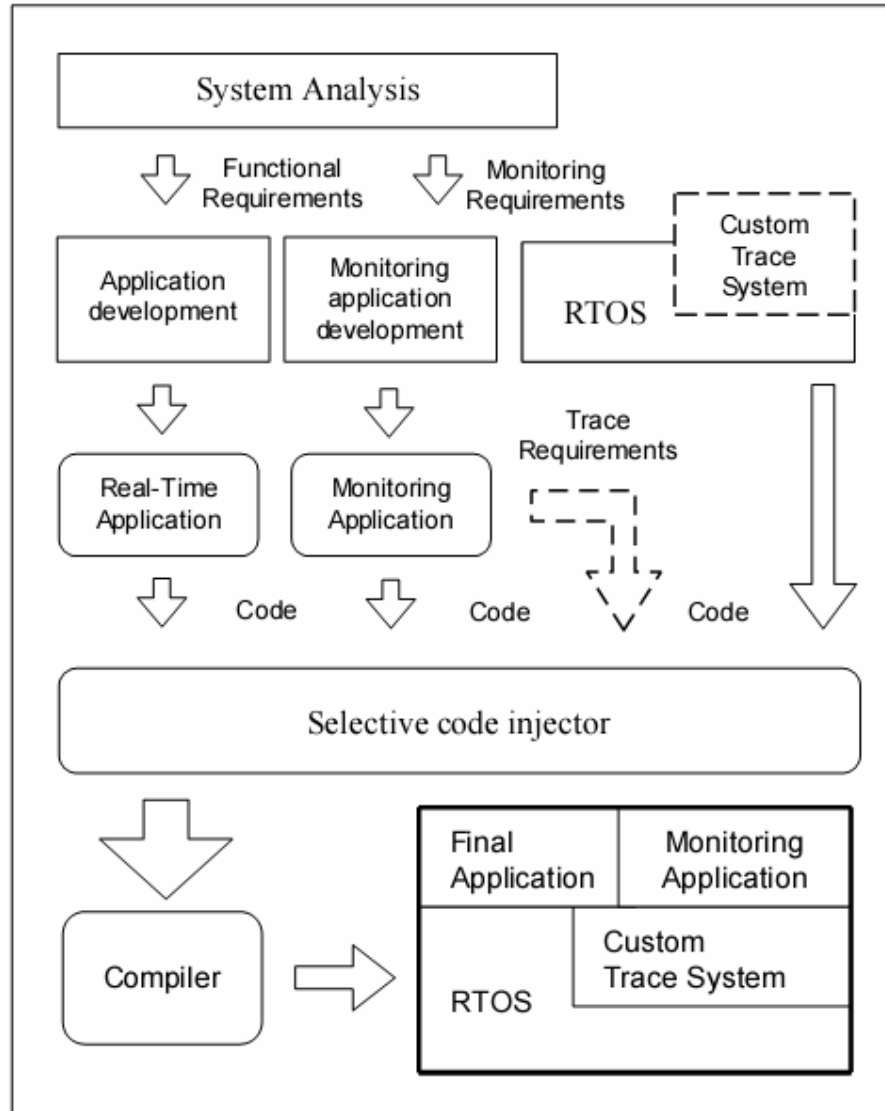 System Analysis
Functional
Requirements
Monitoring
Requirements
Application
development
Monitoring
application
development
RTOS
Custom
Trace
System
Trace
Requirements
Real-Time
Application
Monitoring
Application
Code
Code
Code
Selective code injector
Compiler
Final
Application
Monitoring
Application
Custom
Trace System
RTOS